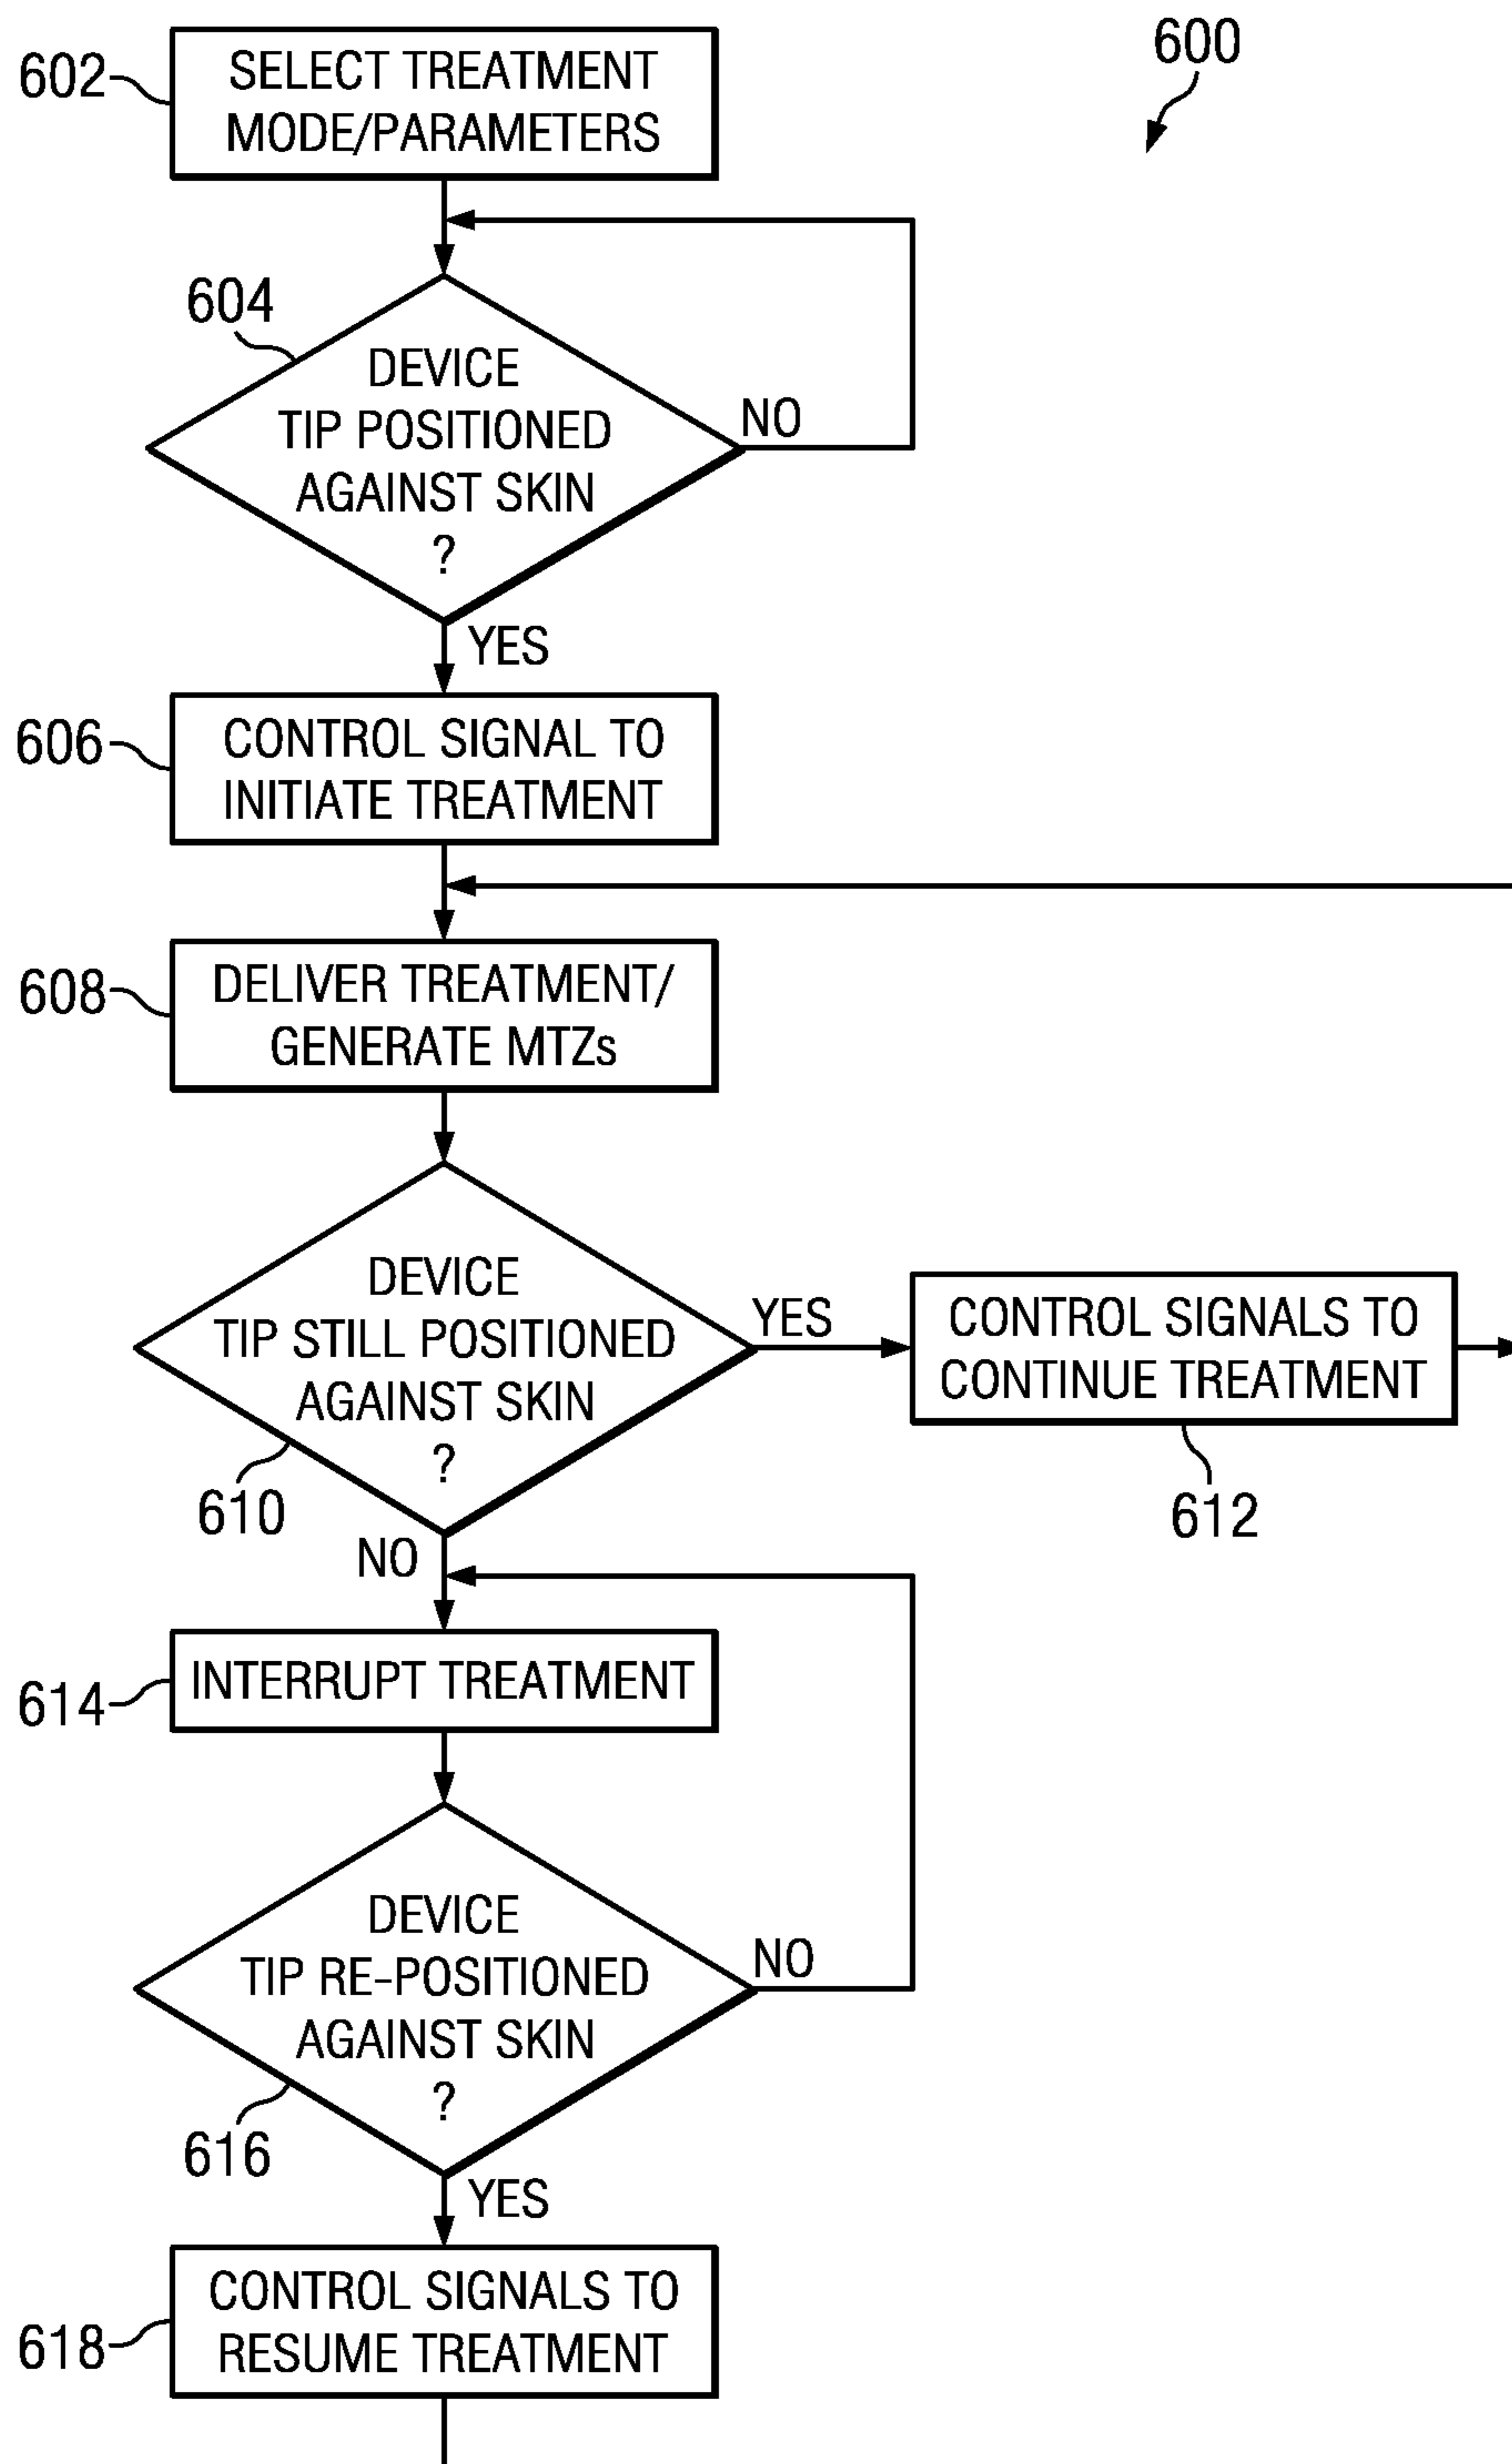 600
602
SELECT TREATMENT
MODE/PARAMETERS
604
DEVICE
TIP POSITIONED
AGAINST SKIN
?
NO
YES
606
CONTROL SIGNAL TO
INITIATE TREATMENT
608
DELIVER TREATMENT/
GENERATE MTZs
DEVICE
TIP STILL POSITIONED
AGAINST SKIN
?
610
YES
CONTROL SIGNALS TO
CONTINUE TREATMENT
612
NO
614
INTERRUPT TREATMENT
DEVICE
TIP RE-POSITIONED
AGAINST SKIN
?
616
NO
YES
618
CONTROL SIGNALS TO
RESUME TREATMENT